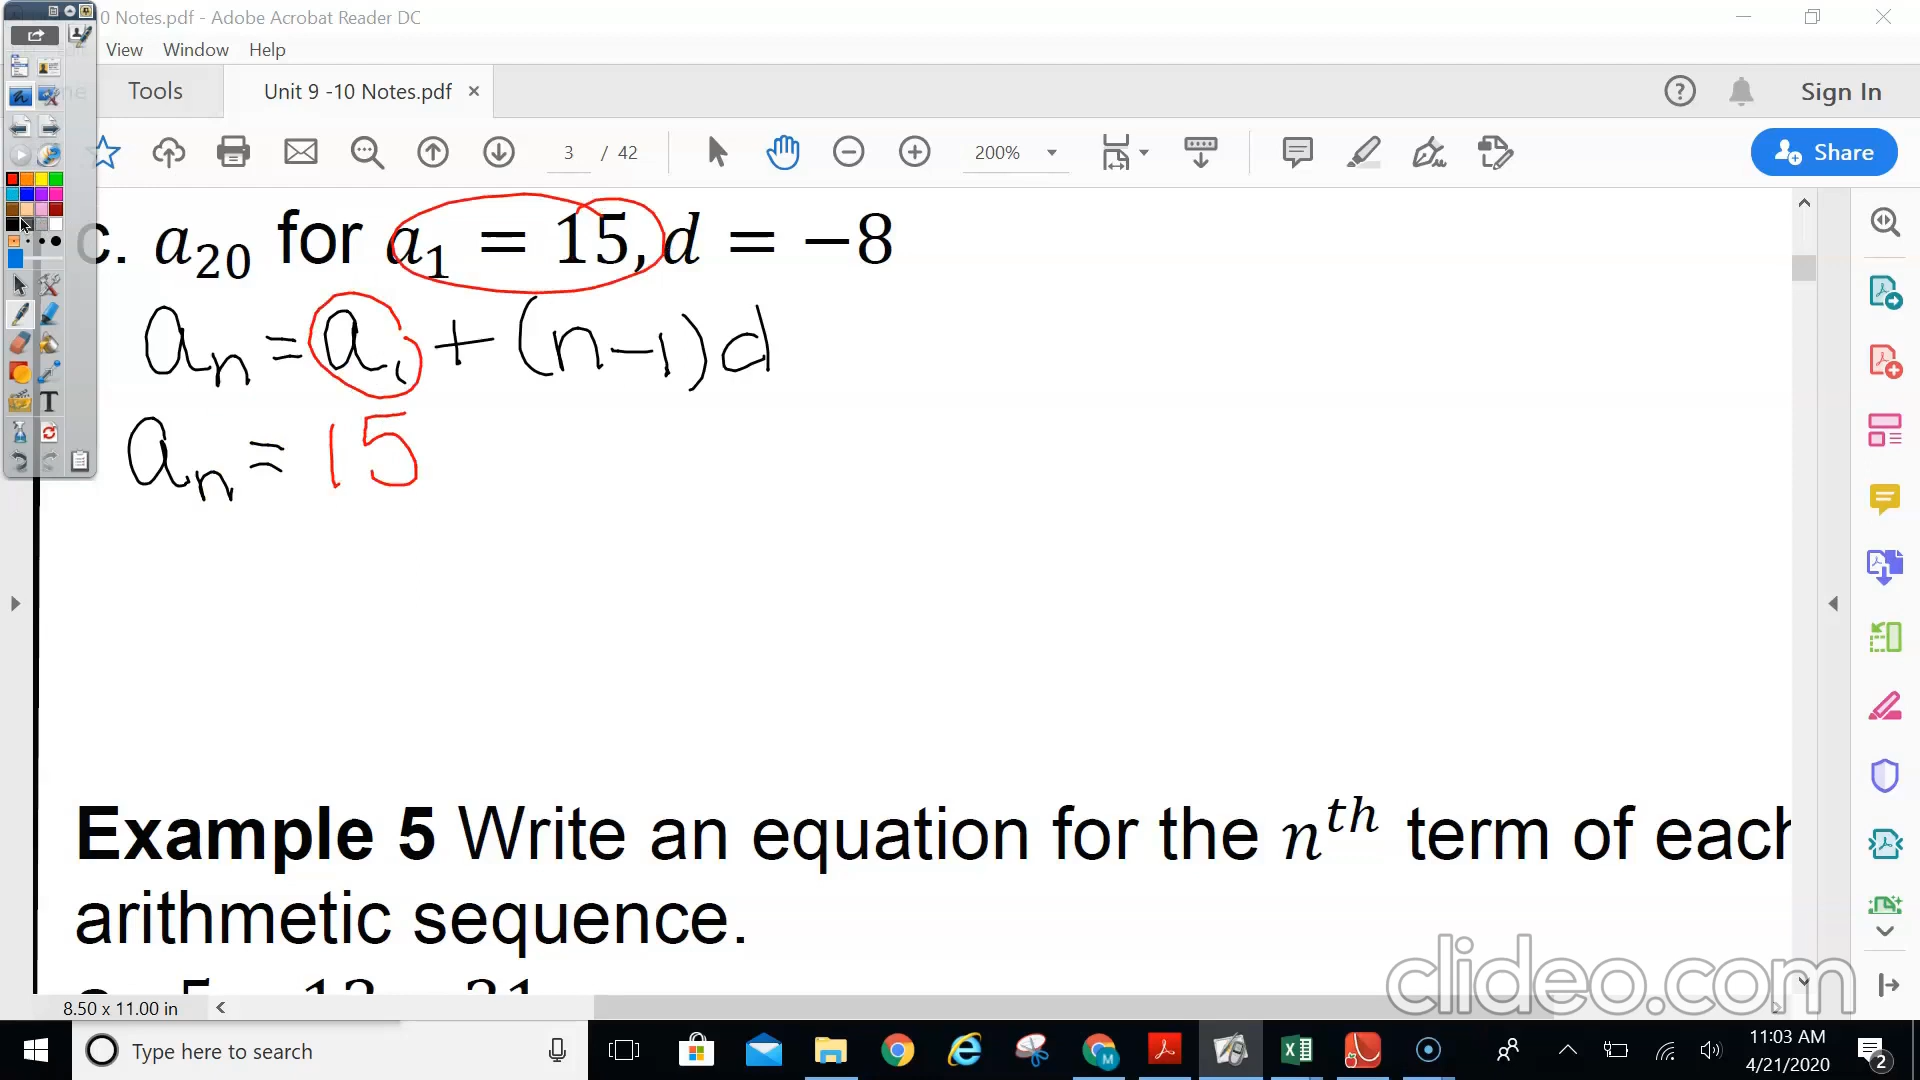 0 Notes.pdf - Adobe Acrobat Reader DC
View Window Help
Tools Unit 9 -10 Notes.pdf × Sign In
3 / 42 200% Share
c. a₂₀ for a₁ = 15, d = −8
aₙ = a₁ + (n−1)d
aₙ = 15
Example 5 Write an equation for the nᵗʰ term of each
arithmetic sequence.
8.50 x 11.00 in
clideo.com
Type here to search
11:03 AM
4/21/2020
2